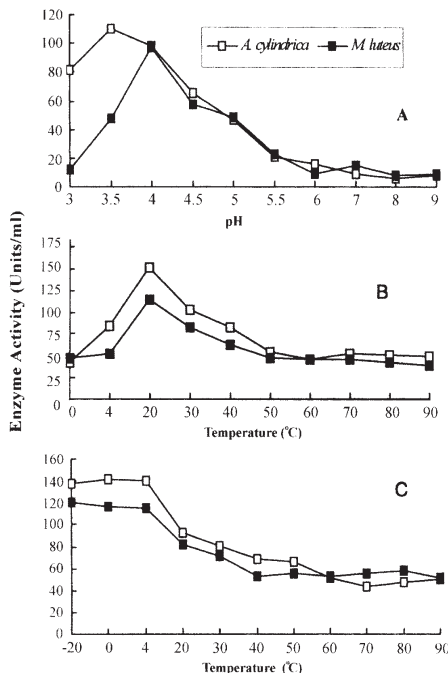 120
100
80
60
40
20
0
A. cylindrica M luteus
A
3 3.5 4 4.5 5 5.5 6 7 8 9
pH
Enzyme Activity (Units/ml)
175
150
125
100
75
50
25
0
B
0 4 20 30 40 50 60 70 80 90
Temperature (°C)
160
140
120
100
80
60
40
20
0
C
-20 0 4 20 30 40 50 60 70 80 90
Temperature (°C)